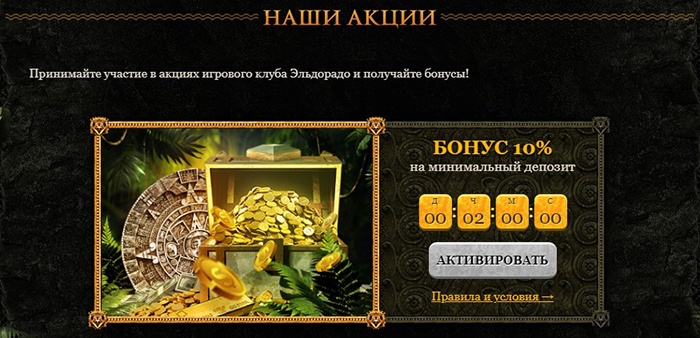 НАШИ АКЦИИ
Принимайте участие в акциях игрового клуба Эльдорадо и получайте бонусы!
БОНУС 10%
на минимальный депозит
Д Ч М С
00 : 02 : 00 : 00
АКТИВИРОВАТЬ
Правила и условия →